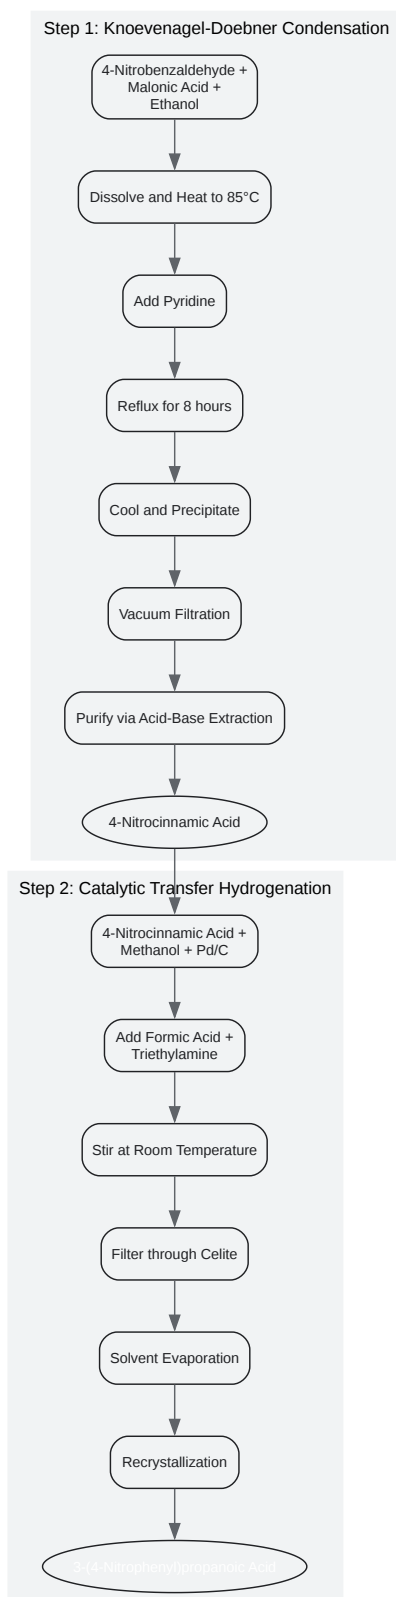 Step 1: Knoevenagel-Doebner Condensation
4-Nitrobenzaldehyde +
Malonic Acid +
Ethanol
Dissolve and Heat to 85°C
Add Pyridine
Reflux for 8 hours
Cool and Precipitate
Vacuum Filtration
Purify via Acid-Base Extraction
4-Nitrocinnamic Acid
Step 2: Catalytic Transfer Hydrogenation
4-Nitrocinnamic Acid +
Methanol + Pd/C
Add Formic Acid +
Triethylamine
Stir at Room Temperature
Filter through Celite
Solvent Evaporation
Recrystallization
3-(4-Nitrophenyl)propanoic Acid